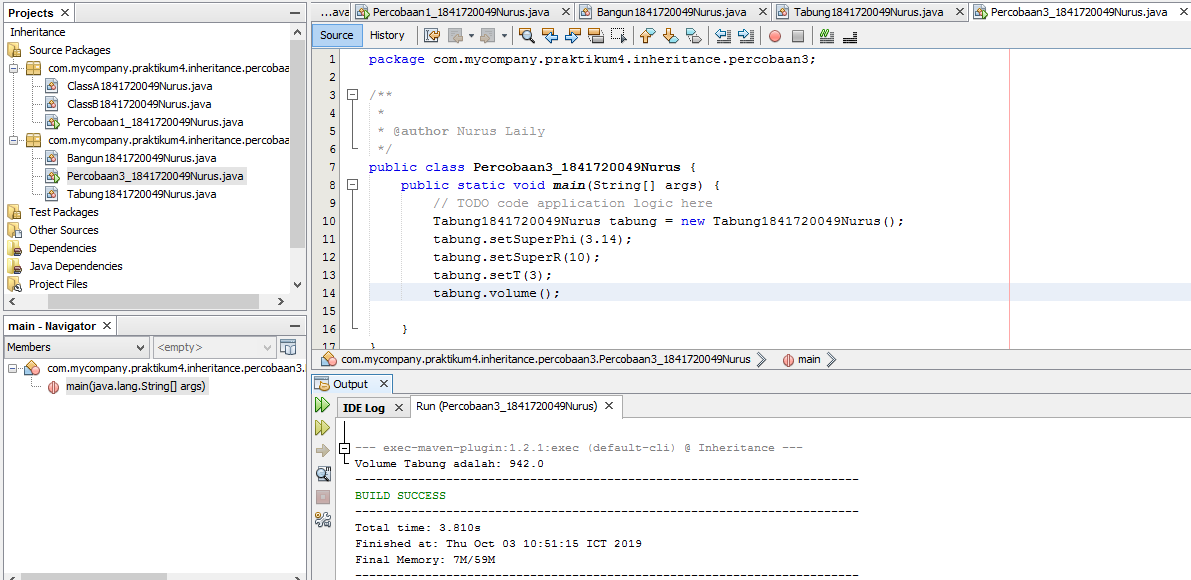 Projects
Inheritance
Source Packages
com.mycompany.praktikum4.inheritance.percoba
ClassA1841720049Nurus.java
ClassB1841720049Nurus.java
Percobaan1_1841720049Nurus.java
com.mycompany.praktikum4.inheritance.percoba
Bangun1841720049Nurus.java
Percobaan3_1841720049Nurus.java
Tabung1841720049Nurus.java
Test Packages
Other Sources
Dependencies
Java Dependencies
Project Files
main - Navigator
Members <empty>
com.mycompany.praktikum4.inheritance.percobaan3.
main(java.lang.String[] args)
...ava Percobaan1_1841720049Nurus.java Bangun1841720049Nurus.java Tabung1841720049Nurus.java Percobaan3_1841720049Nurus.java
Source History
1 package com.mycompany.praktikum4.inheritance.percobaan3;
2
3 /**
4 *
5 * @author Nurus Laily
6 */
7 public class Percobaan3_1841720049Nurus {
8 public static void main(String[] args) {
9 // TODO code application logic here
10 Tabung1841720049Nurus tabung = new Tabung1841720049Nurus();
11 tabung.setSuperPhi(3.14);
12 tabung.setSuperR(10);
13 tabung.setT(3);
14 tabung.volume();
15
16 }
17 }
com.mycompany.praktikum4.inheritance.percobaan3.Percobaan3_1841720049Nurus main
Output
IDE Log Run (Percobaan3_1841720049Nurus)
--- exec-maven-plugin:1.2.1:exec (default-cli) @ Inheritance ---
Volume Tabung adalah: 942.0
------------------------------------------------------------------------
BUILD SUCCESS
------------------------------------------------------------------------
Total time: 3.810s
Finished at: Thu Oct 03 10:51:15 ICT 2019
Final Memory: 7M/59M
------------------------------------------------------------------------